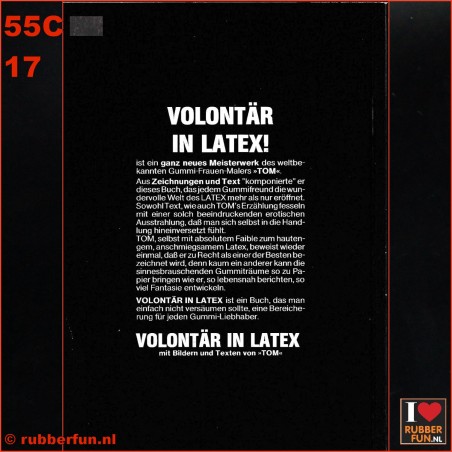 55C
17
VOLONTÄR
IN LATEX!
ist ein ganz neues Meisterwerk des weltbe-
kannten Gummi-Frauen-Malers »TOM«.
Aus Zeichnungen und Text "komponierte" er
dieses Buch, das jedem Gummifreund die wun-
dervolle Welt des LATEX mehr als nur eröffnet.
Sowohl Text, wie auch TOM's Erzählung fesseln
mit einer solch beeindruckenden erotischen
Ausstrahlung, daß man sich selbst in die Hand-
lung hineinversetzt fühlt.
TOM, selbst mit absolutem Faible zum hauten-
gem, anschmiegsamem Latex, beweist wieder
einmal, daß er zu Recht als einer der Besten be-
zeichnet wird, denn kaum ein anderer kann die
sinnesbrauschenden Gummiträume so zu Pa-
pier bringen wie er, so lebensnah berichten, so
viel Fantasie entwickeln.
VOLONTÄR IN LATEX ist ein Buch, das man
einfach nicht versäumen sollte, eine Bereiche-
rung für jeden Gummi-Liebhaber.
VOLONTÄR IN LATEX
mit Bildern und Texten von »TOM«
© rubberfun.nl
I
RUBBER
FUN.NL